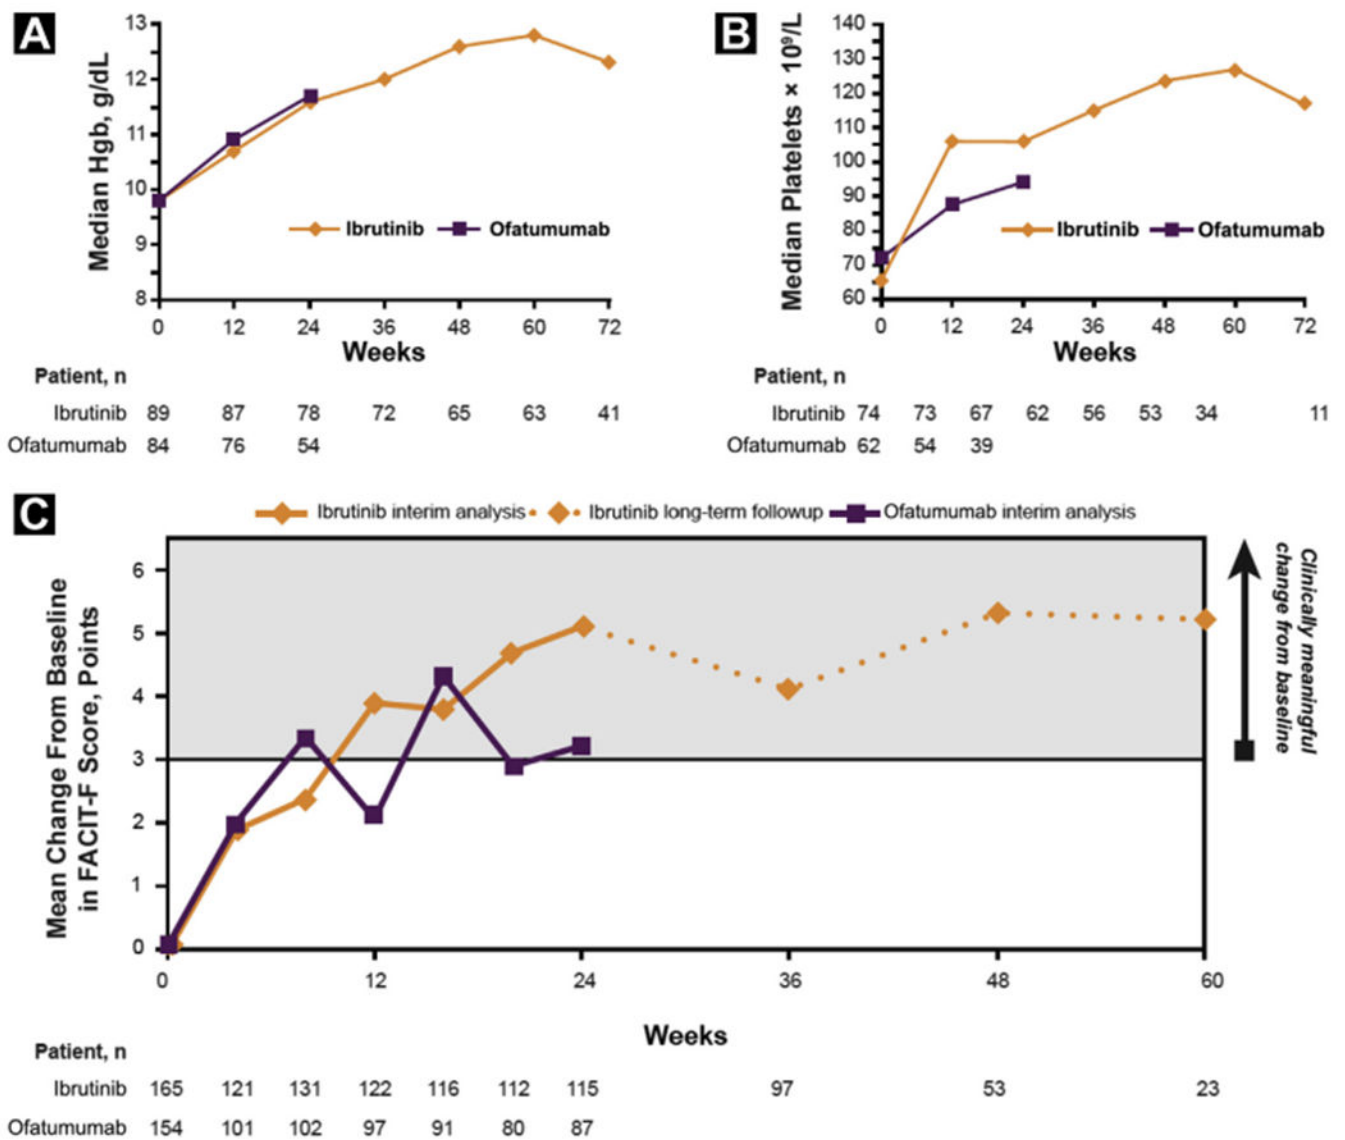 A
Median Hgb, g/dL
13
12
11
10
9
8
Ibrutinib
Ofatumumab
0 12 24 36 48 60 72
Weeks
Patient, n
Ibrutinib 89 87 78 72 65 63 41
Ofatumumab 84 76 54
B
Median Platelets × 10⁹/L
140
130
120
110
100
90
80
70
60
Ibrutinib
Ofatumumab
0 12 24 36 48 60 72
Weeks
Patient, n
Ibrutinib 74 73 67 62 56 53 34 11
Ofatumumab 62 54 39
C
Ibrutinib interim analysis
Ibrutinib long-term followup
Ofatumumab interim analysis
Mean Change From Baseline
in FACIT-F Score, Points
6
5
4
3
2
1
0
Clinically meaningful
change from baseline
0 12 24 36 48 60
Weeks
Patient, n
Ibrutinib 165 121 131 122 116 112 115 97 53 23
Ofatumumab 154 101 102 97 91 80 87